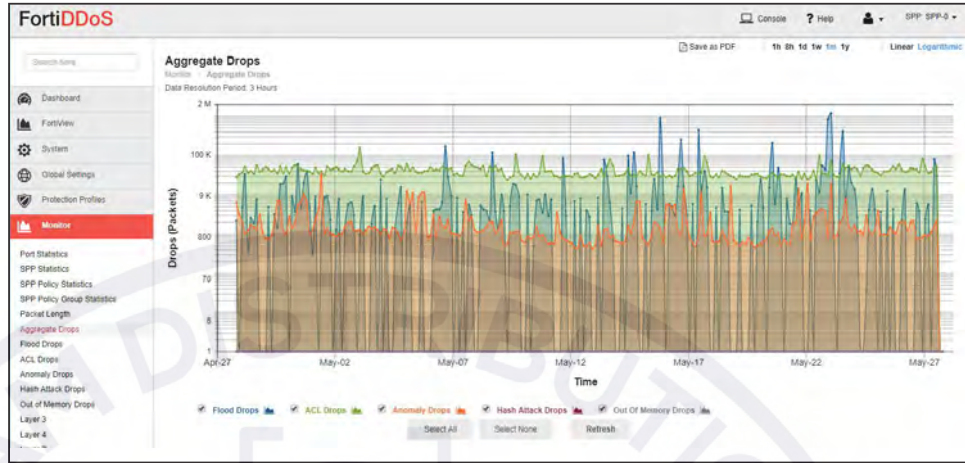 FortiDDoS
Console
? Help
SPP: SPP-0
Save as PDF
1h 8h 1d 1w 1m 1y
Linear Logarithmic
Aggregate Drops
Monitor Aggregate Drops
Data Resolution Period: 3 Hours
Dashboard
FortiView
System
Global Settings
Protection Profiles
Monitor
Port Statistics
SPP Statistics
SPP Policy Statistics
SPP Policy Group Statistics
Packet Length
Aggregate Drops
Flood Drops
ACL Drops
Anomaly Drops
Hash Attack Drops
Out of Memory Drops
Layer 3
Layer 4
Drops (Packets)
2 M
100 K
9 K
800
70
1
Apr-27
May-02
May-07
May-12
May-17
May-22
May-27
Time
Flood Drops
ACL Drops
Anomaly Drops
Hash Attack Drops
Out Of Memory Drops
Select All
Select None
Refresh
DISTRIBUTION